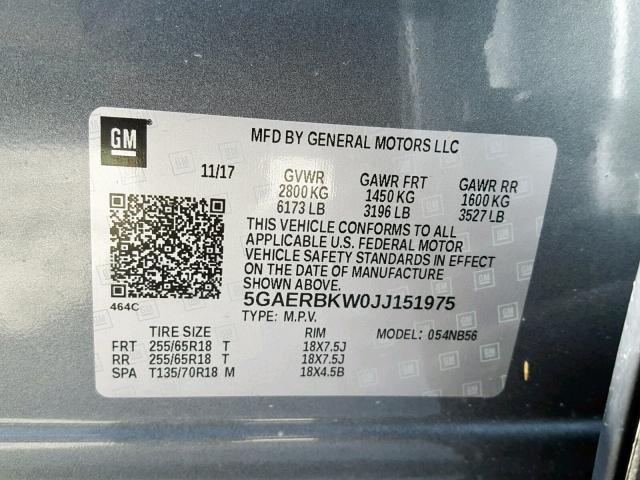 GM
MFD BY GENERAL MOTORS LLC
11/17 GVWR GAWR FRT GAWR RR
2800 KG 1450 KG 1600 KG
6173 LB 3196 LB 3527 LB
THIS VEHICLE CONFORMS TO ALL
APPLICABLE U.S. FEDERAL MOTOR
VEHICLE SAFETY STANDARDS IN EFFECT
ON THE DATE OF MANUFACTURE
SHOWN ABOVE.
464C 5GAERBKW0JJ151975
TYPE: M.P.V.
TIRE SIZE RIM MODEL: 054NB56
FRT 255/65R18 T 18X7.5J
RR 255/65R18 T 18X7.5J
SPA T135/70R18 M 18X4.5B